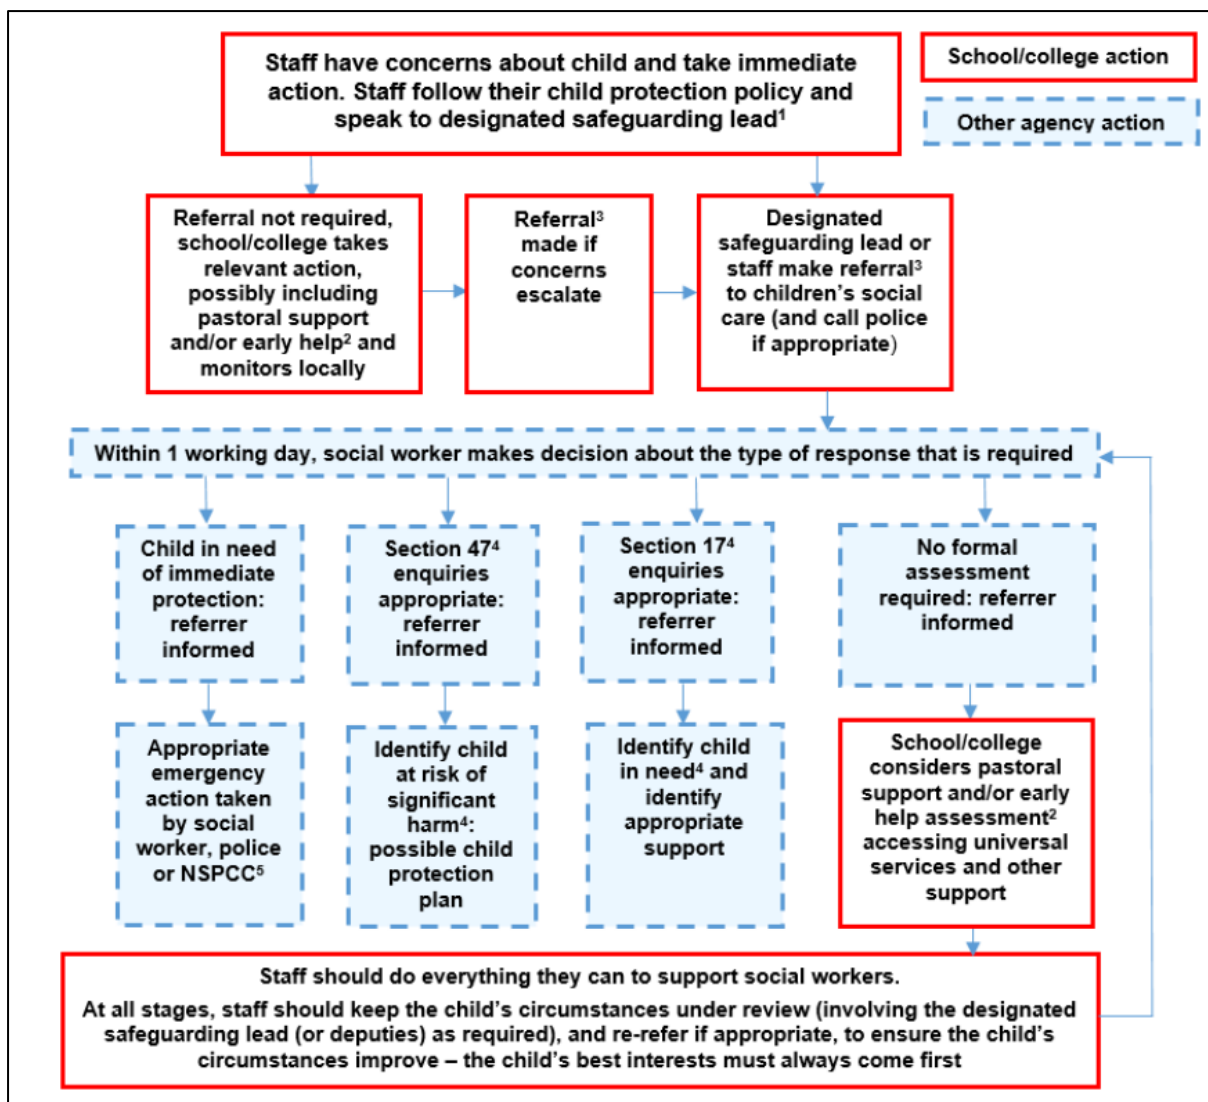 Staff have concerns about child and take immediate
action. Staff follow their child protection policy and
speak to designated safeguarding lead¹
School/college action
Other agency action
Referral not required,
school/college takes
relevant action,
possibly including
pastoral support
and/or early help² and
monitors locally
Referral³
made if
concerns
escalate
Designated
safeguarding lead or
staff make referral³
to children's social
care (and call police
if appropriate)
Within 1 working day, social worker makes decision about the type of response that is required
Child in need
of immediate
protection:
referrer
informed
Section 47⁴
enquiries
appropriate:
referrer
informed
Section 17⁴
enquiries
appropriate:
referrer
informed
No formal
assessment
required: referrer
informed
Appropriate
emergency
action taken
by social
worker, police
or NSPCC⁵
Identify child
at risk of
significant
harm⁴:
possible child
protection
plan
Identify child
in need⁴ and
identify
appropriate
support
School/college
considers pastoral
support and/or early
help assessment²
accessing universal
services and other
support
Staff should do everything they can to support social workers.
At all stages, staff should keep the child's circumstances under review (involving the designated
safeguarding lead (or deputies) as required), and re-refer if appropriate, to ensure the child's
circumstances improve – the child's best interests must always come first